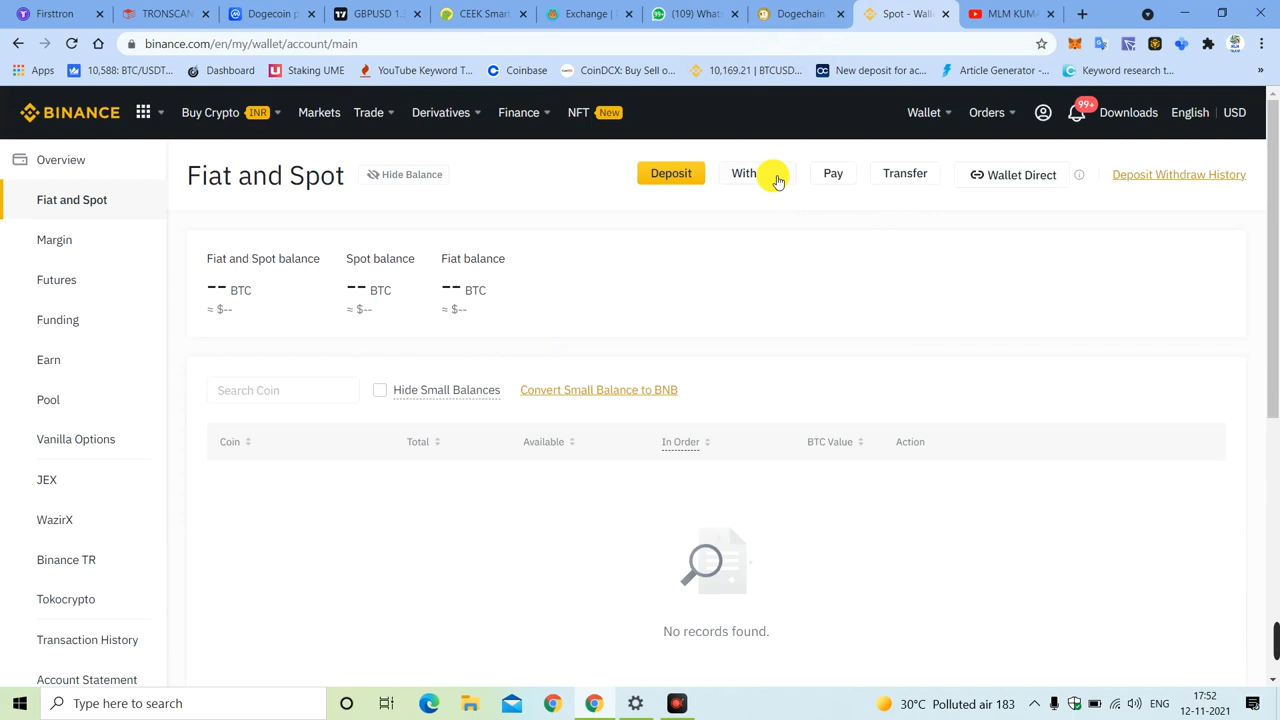 GBPUSD 1.
GEEK Sul
Exchange
(109) Whats
Dogechain
Spot - Walle
MLM KUM
binance.com/en/my/wallet/account/main
Apps
10,588: BTC/USDT...
Dashboard
Staking UME
YouTube Keyword T...
Coinbase
CoinDCX: Buy Sell o...
10,169.21 | BTCUSD...
New deposit for ac...
Article Generator -...
Keyword research t...
BINANCE
Buy Crypto INR
Markets
Trade
Derivatives
Finance
NFT New
Wallet
Orders
99+
Downloads
English
USD
Overview
Fiat and Spot
Margin
Futures
Funding
Earn
Pool
Vanilla Options
JEX
WazirX
Binance TR
Tokocrypto
Transaction History
Account Statement
Fiat and Spot
Hide Balance
Deposit
With
Pay
Transfer
Wallet Direct
Deposit Withdraw History
Fiat and Spot balance
Spot balance
Fiat balance
-- BTC
-- BTC
-- BTC
≈ $--
≈ $--
≈ $--
Search Coin
Hide Small Balances
Convert Small Balance to BNB
Coin
Total
Available
In Order
BTC Value
Action
No records found.
Type here to search
30°C Polluted air 183
ENG
17:52
12-11-2021